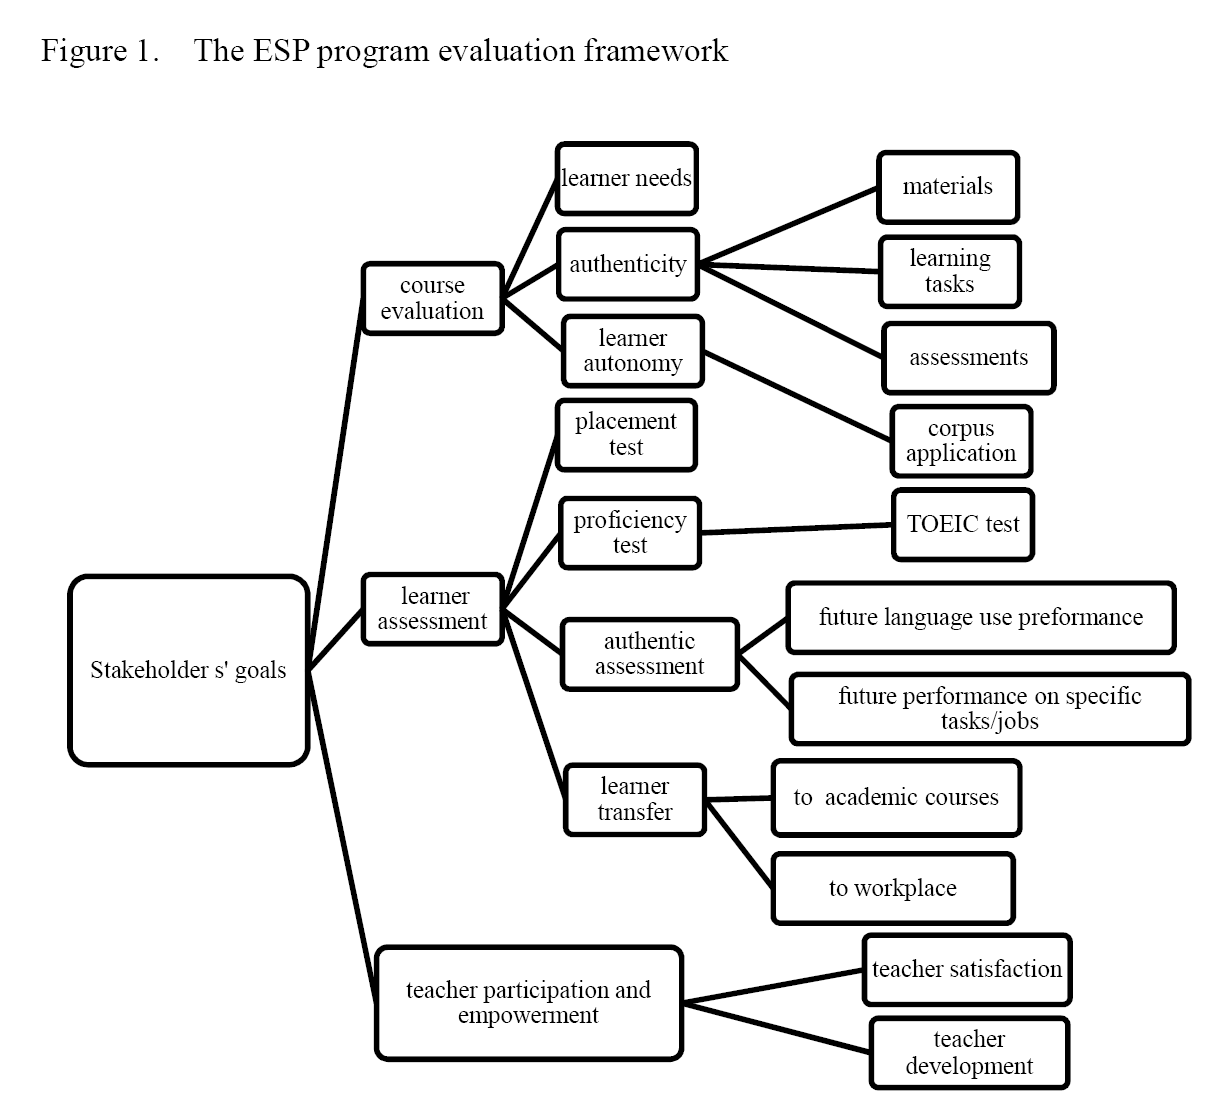 Figure 1. The ESP program evaluation framework
learner needs
materials
authenticity
learning
tasks
course
evaluation
learner
autonomy
assessments
placement
test
corpus
application
proficiency
test
TOEIC test
learner
assessment
future language use preformance
authentic
assessment
Stakeholder s' goals
future performance on specific
tasks/jobs
learner
transfer
to academic courses
to workplace
teacher participation and
empowerment
teacher satisfaction
teacher
development